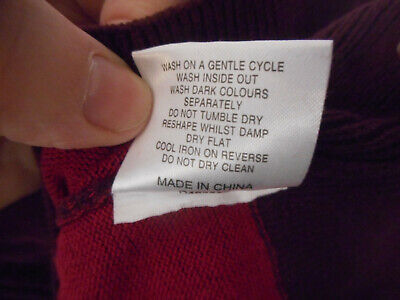 WASH ON A GENTLE CYCLE
WASH INSIDE OUT
WASH DARK COLOURS
SEPARATELY
DO NOT TUMBLE DRY
RESHAPE WHILST DAMP
DRY FLAT
COOL IRON ON REVERSE
DO NOT DRY CLEAN
MADE IN CHINA